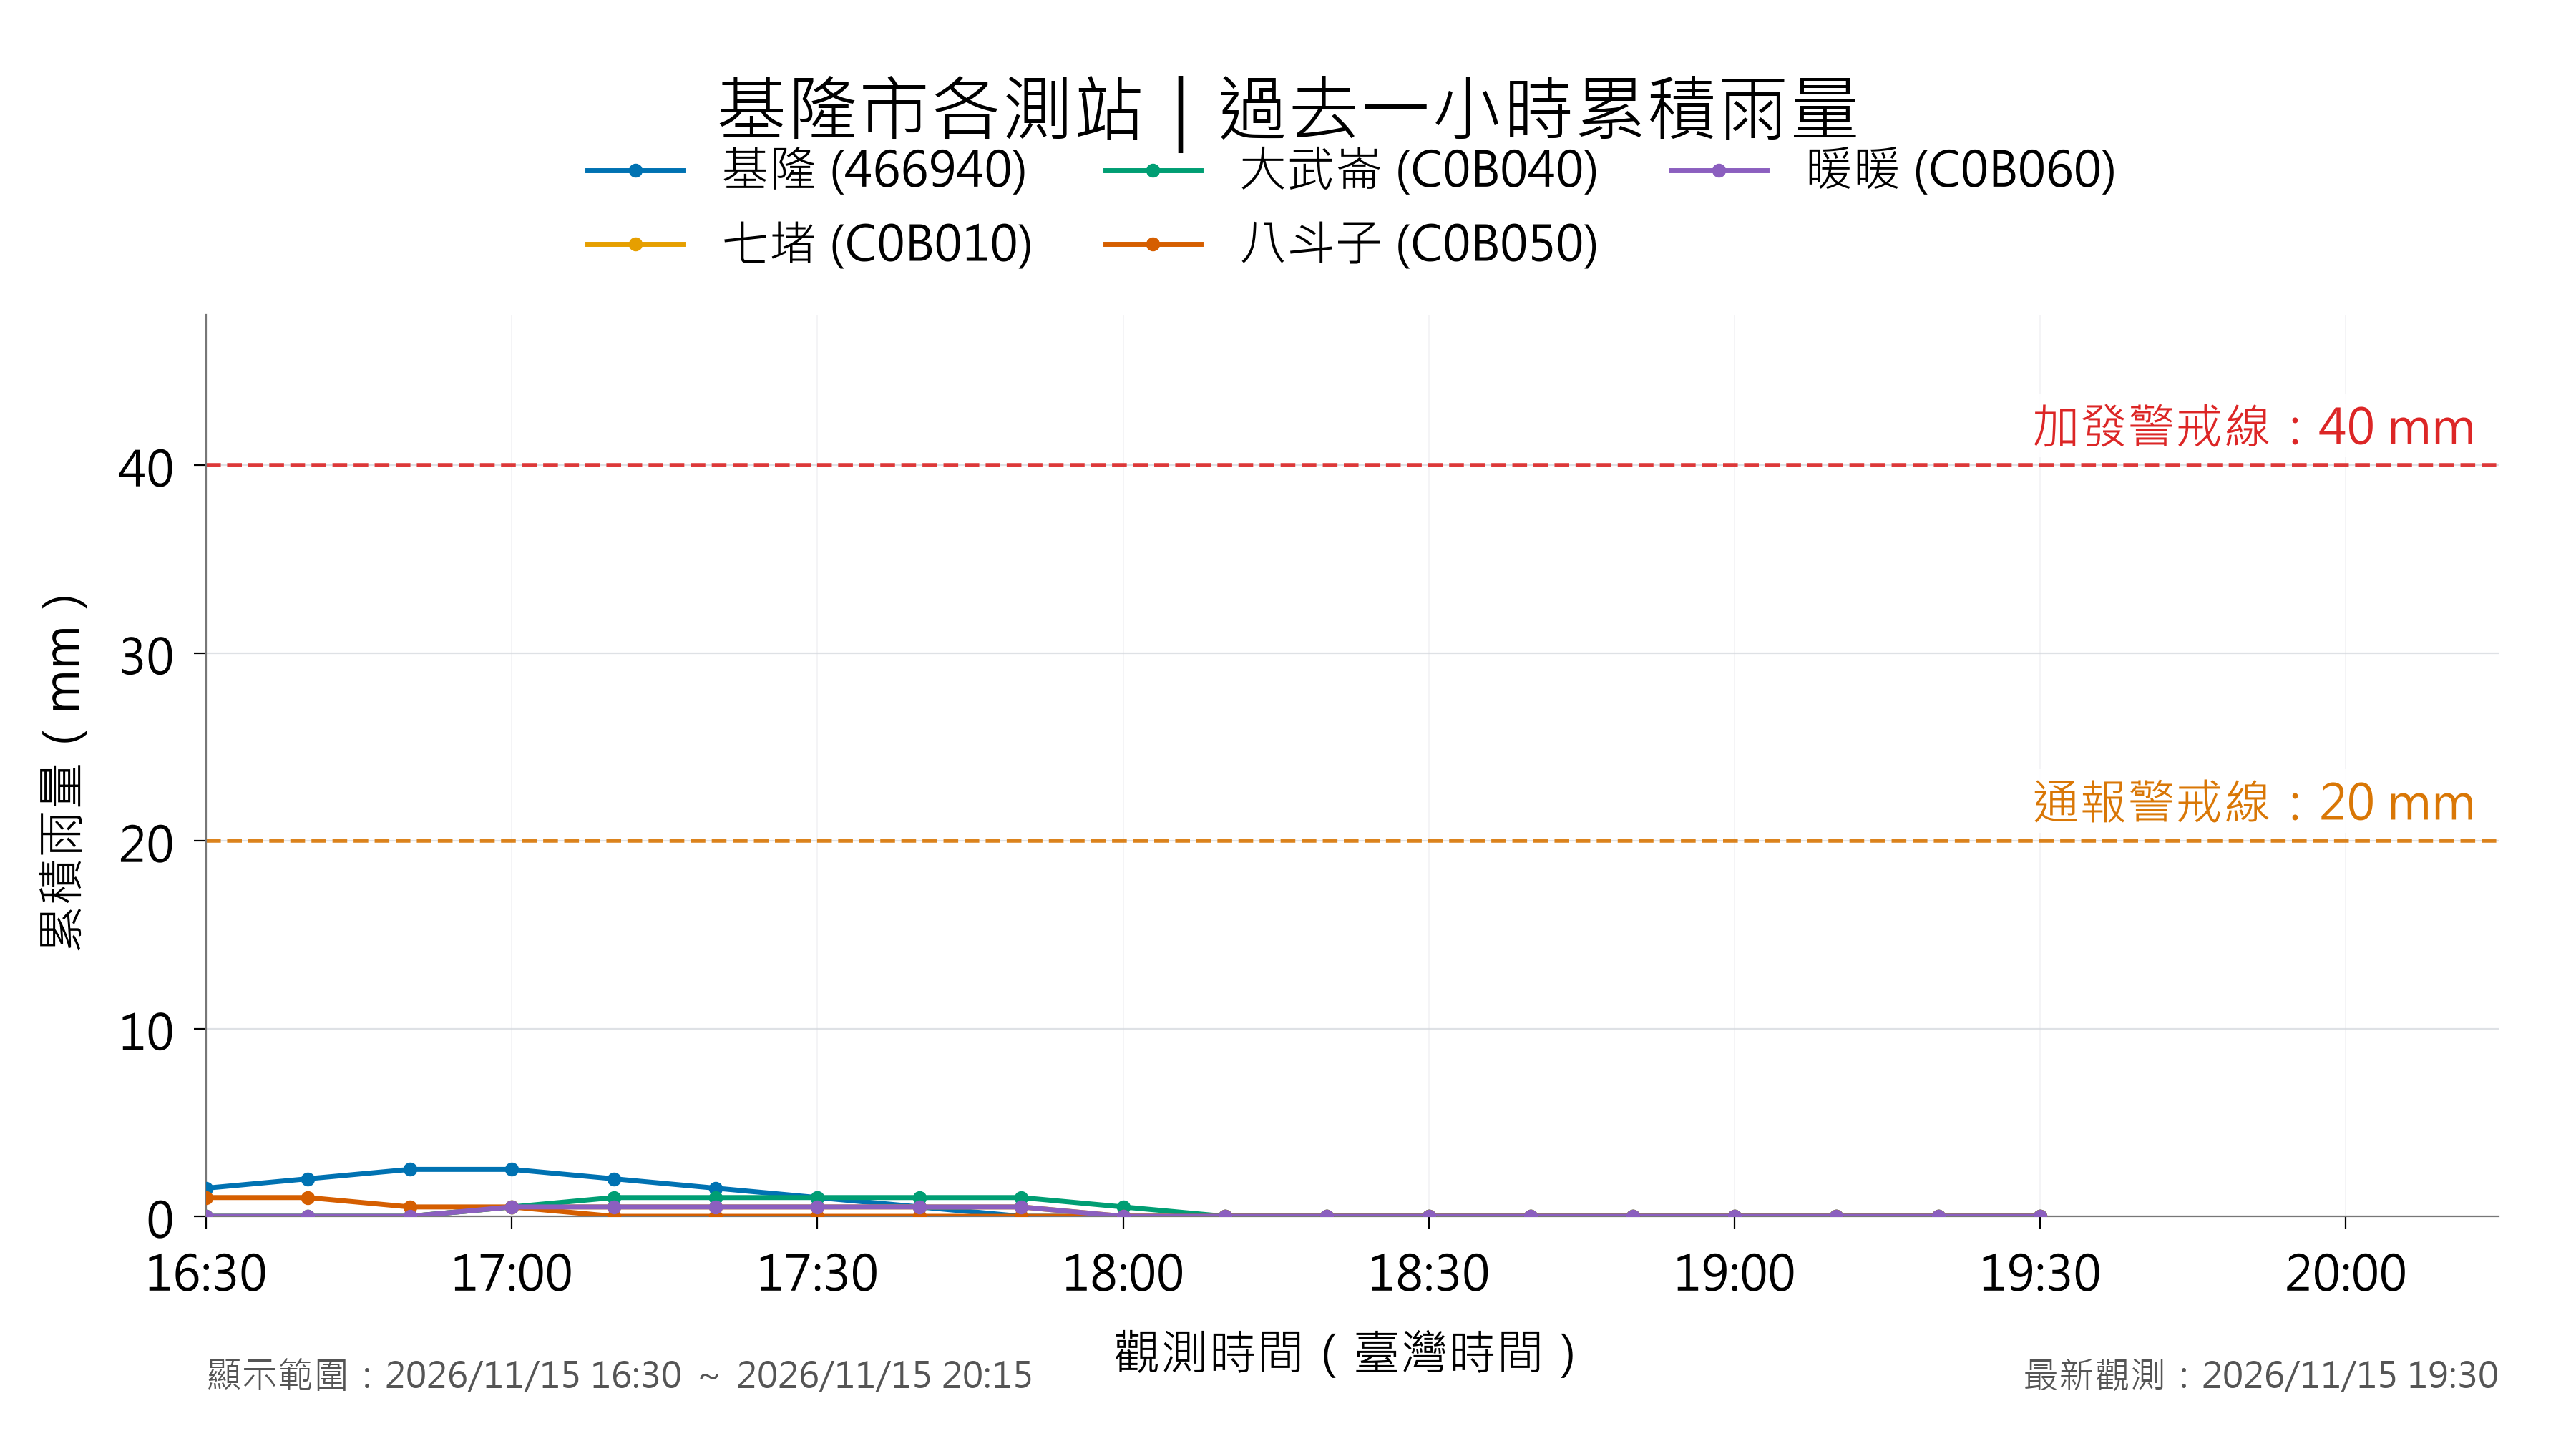 基隆市各測站｜過去一小時累積雨量
基隆 (466940)
大武崙 (C0B040)
暖暖 (C0B060)
七堵 (C0B010)
八斗子 (C0B050)
累積雨量（mm）
40
30
20
10
0
加發警戒線：40 mm
通報警戒線：20 mm
16:30
17:00
17:30
18:00
18:30
19:00
19:30
20:00
觀測時間（臺灣時間）
顯示範圍：2026/11/15 16:30 ~ 2026/11/15 20:15
最新觀測：2026/11/15 19:30